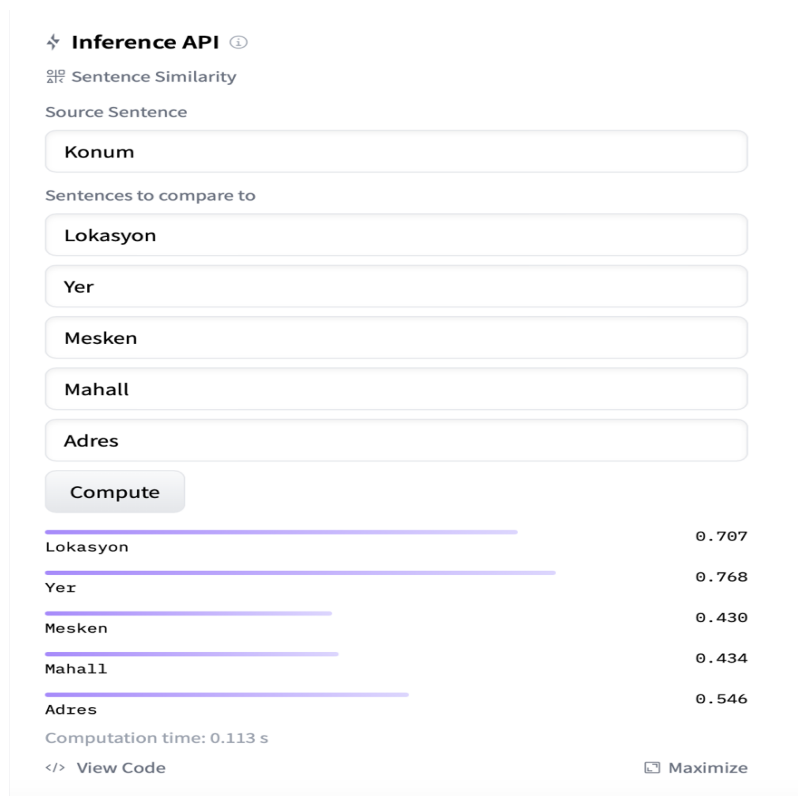 Inference API
Sentence Similarity
Source Sentence
Konum
Sentences to compare to
Lokasyon
Yer
Mesken
Mahall
Adres
Compute
Lokasyon 0.707
Yer 0.768
Mesken 0.430
Mahall 0.434
Adres 0.546
Computation time: 0.113 s
</> View Code Maximize